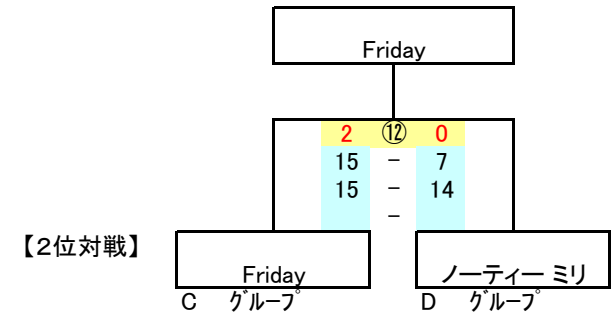 Friday
2 ⑫ 0
15 - 7
15 - 14
-
【2位対戦】
Friday ノーティー ミリ
C グループ D グループ